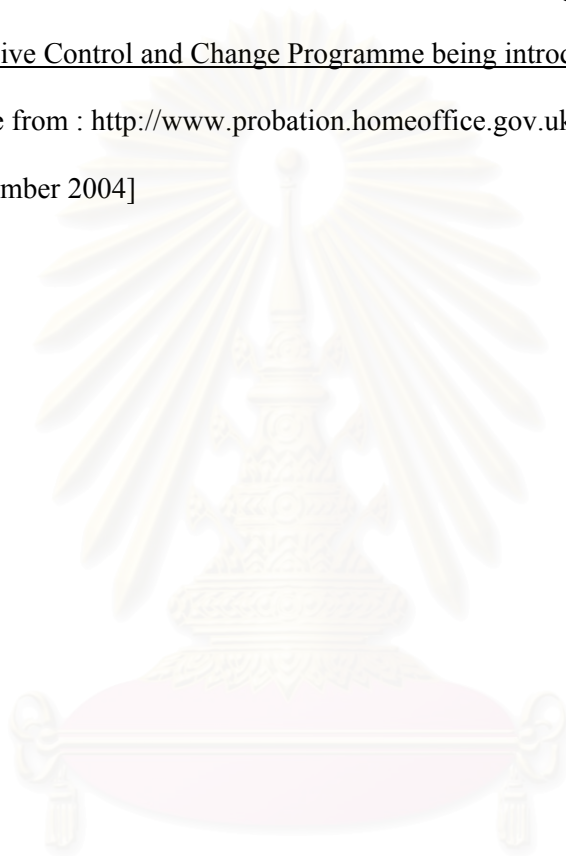 ive Control and Change Programme being introd
e from : http://www.probation.homeoffice.gov.uk
mber 2004]